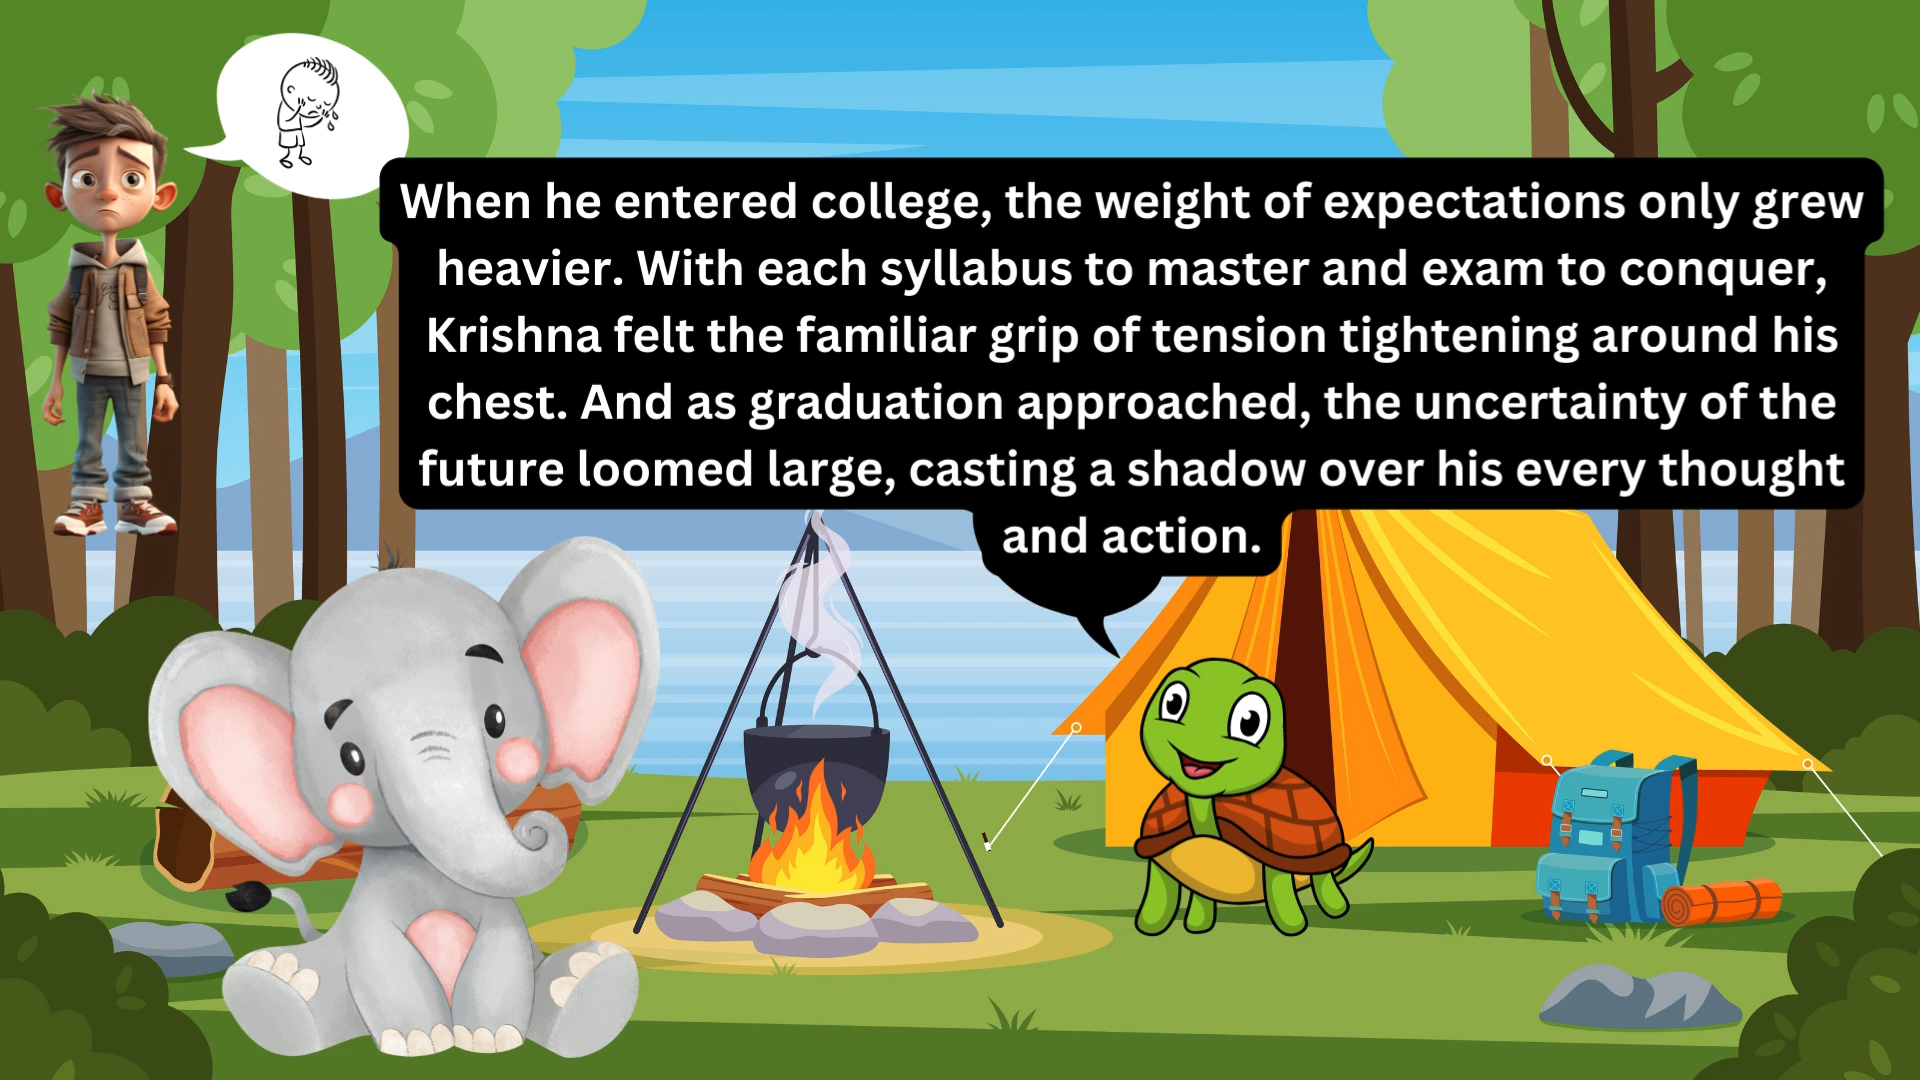 When he entered college, the weight of expectations only grew
heavier. With each syllabus to master and exam to conquer,
Krishna felt the familiar grip of tension tightening around his
chest. And as graduation approached, the uncertainty of the
future loomed large, casting a shadow over his every thought
and action.